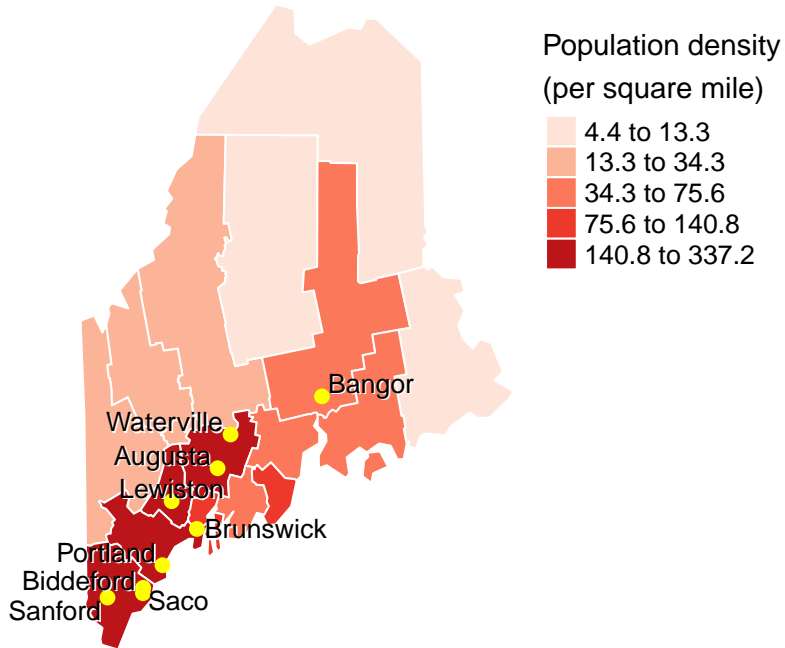 Population density
(per square mile)
4.4 to 13.3
13.3 to 34.3
34.3 to 75.6
75.6 to 140.8
140.8 to 337.2
Bangor
Waterville
Augusta
Lewiston
Brunswick
Portland
Biddeford
Saco
Sanford